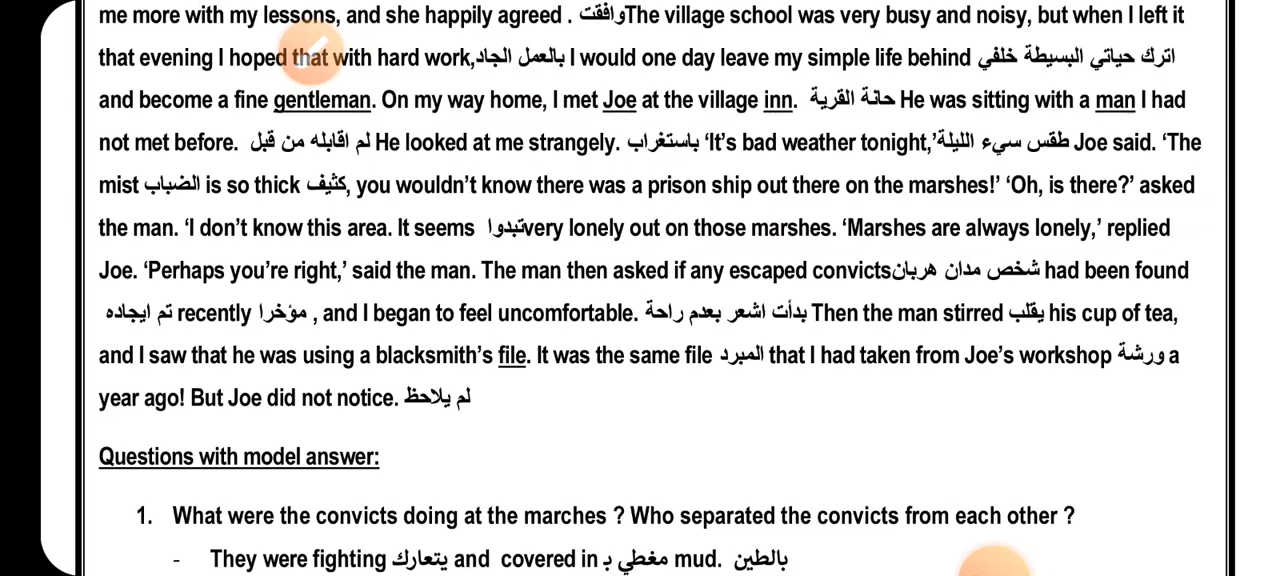 me more with my lessons, and she happily agreed . وافقتThe village school was very busy and noisy, but when I left it
that evening I hoped that with hard work,بالعمل الجاد I would one day leave my simple life behind اترك حياتي البسيطة خلفي
and become a fine gentleman. On my way home, I met Joe at the village inn. حانة القرية He was sitting with a man I had
not met before. لم اقابله من قبل He looked at me strangely. باستغراب ‘It’s bad weather tonight,’طقس سيء الليلة Joe said. ‘The
mist الضباب is so thick كثيف, you wouldn’t know there was a prison ship out there on the marshes!’ ‘Oh, is there?’ asked
the man. ‘I don’t know this area. It seems تبدواvery lonely out on those marshes. ‘Marshes are always lonely,’ replied
Joe. ‘Perhaps you’re right,’ said the man. The man then asked if any escaped convictsشخص مدان هربان had been found
تم ايجاده recently مؤخرا , and I began to feel uncomfortable. بدأت اشعر بعدم راحة Then the man stirred يقلب his cup of tea,
and I saw that he was using a blacksmith’s file. It was the same file المبرد that I had taken from Joe’s workshop ورشة a
year ago! But Joe did not notice. لم يلاحظ
Questions with model answer:
1. What were the convicts doing at the marches ? Who separated the convicts from each other ?
- They were fighting يتعارك and covered in مغطي بـ mud. بالطين